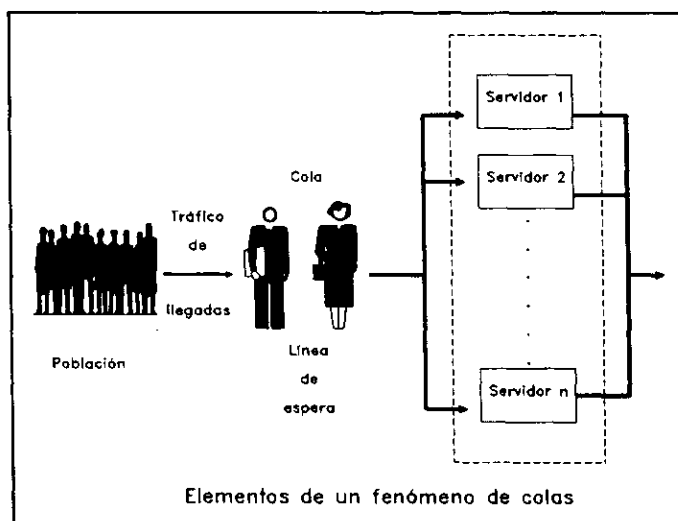 Población
Tráfico
de
llegadas
Cola
Línea
de
espera
Servidor 1
Servidor 2
Servidor n
Elementos de un fenómeno de colas